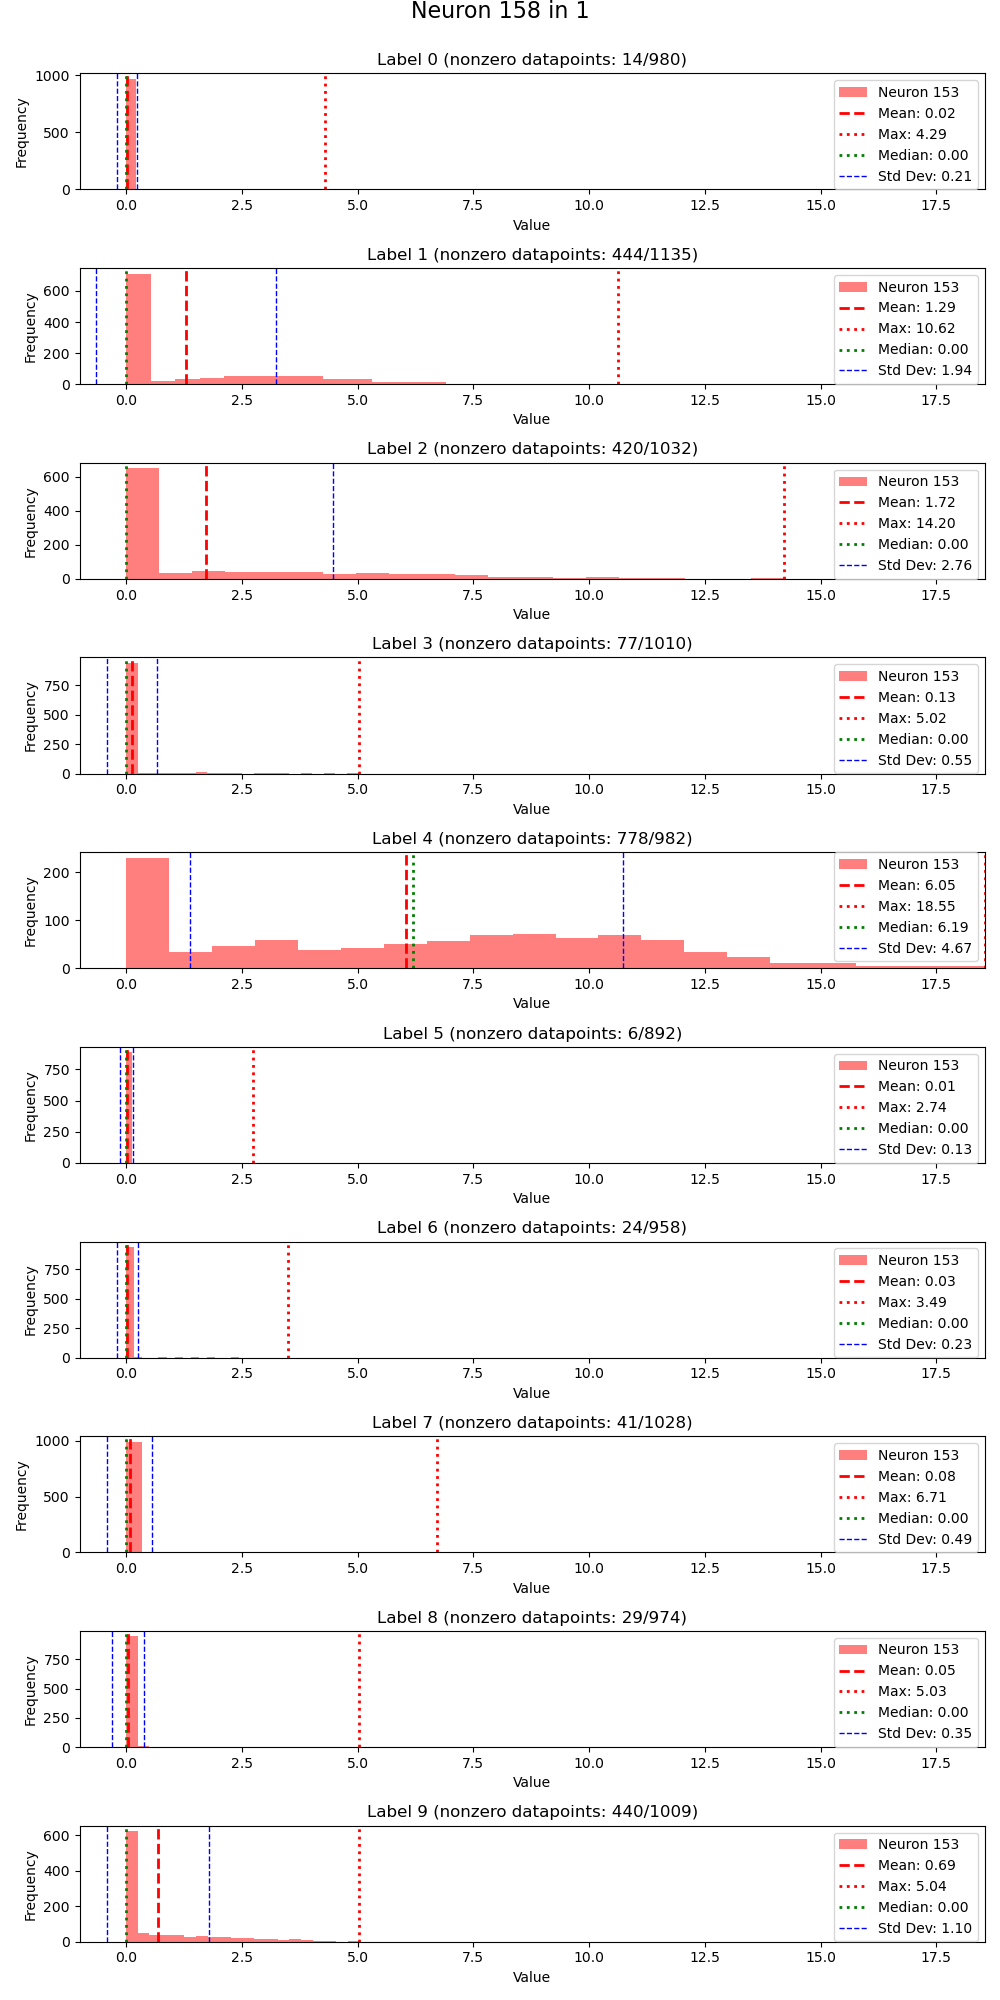 Neuron 158 in 1
Label 0 (nonzero datapoints: 14/980)
Frequency
1000
500
0
Neuron 153
Mean: 0.02
Max: 4.29
Median: 0.00
Std Dev: 0.21
0.0 2.5 5.0 7.5 10.0 12.5 15.0 17.5
Value
Label 1 (nonzero datapoints: 444/1135)
Frequency
600
400
200
0
Neuron 153
Mean: 1.29
Max: 10.62
Median: 0.00
Std Dev: 1.94
0.0 2.5 5.0 7.5 10.0 12.5 15.0 17.5
Value
Label 2 (nonzero datapoints: 420/1032)
Frequency
600
400
200
0
Neuron 153
Mean: 1.72
Max: 14.20
Median: 0.00
Std Dev: 2.76
0.0 2.5 5.0 7.5 10.0 12.5 15.0 17.5
Value
Label 3 (nonzero datapoints: 77/1010)
Frequency
750
500
250
0
Neuron 153
Mean: 0.13
Max: 5.02
Median: 0.00
Std Dev: 0.55
0.0 2.5 5.0 7.5 10.0 12.5 15.0 17.5
Value
Label 4 (nonzero datapoints: 778/982)
Frequency
200
100
0
Neuron 153
Mean: 6.05
Max: 18.55
Median: 6.19
Std Dev: 4.67
0.0 2.5 5.0 7.5 10.0 12.5 15.0 17.5
Value
Label 5 (nonzero datapoints: 6/892)
Frequency
750
500
250
0
Neuron 153
Mean: 0.01
Max: 2.74
Median: 0.00
Std Dev: 0.13
0.0 2.5 5.0 7.5 10.0 12.5 15.0 17.5
Value
Label 6 (nonzero datapoints: 24/958)
Frequency
750
500
250
0
Neuron 153
Mean: 0.03
Max: 3.49
Median: 0.00
Std Dev: 0.23
0.0 2.5 5.0 7.5 10.0 12.5 15.0 17.5
Value
Label 7 (nonzero datapoints: 41/1028)
Frequency
1000
500
0
Neuron 153
Mean: 0.08
Max: 6.71
Median: 0.00
Std Dev: 0.49
0.0 2.5 5.0 7.5 10.0 12.5 15.0 17.5
Value
Label 8 (nonzero datapoints: 29/974)
Frequency
750
500
250
0
Neuron 153
Mean: 0.05
Max: 5.03
Median: 0.00
Std Dev: 0.35
0.0 2.5 5.0 7.5 10.0 12.5 15.0 17.5
Value
Label 9 (nonzero datapoints: 440/1009)
Frequency
600
400
200
0
Neuron 153
Mean: 0.69
Max: 5.04
Median: 0.00
Std Dev: 1.10
0.0 2.5 5.0 7.5 10.0 12.5 15.0 17.5
Value